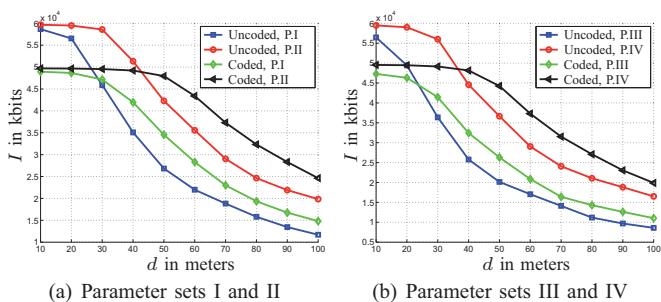 x 10⁴
6
5.5
5
4.5
4
3.5
3
2.5
2
1.5
1
I in kbits
Uncoded, P.I
Uncoded, P.II
Coded, P.I
Coded, P.II
10 20 30 40 50 60 70 80 90 100
d in meters
(a) Parameter sets I and II
x 10⁴
6
5.5
5
4.5
4
3.5
3
2.5
2
1.5
1
0.5
I in kbits
Uncoded, P.III
Uncoded, P.IV
Coded, P.III
Coded, P.IV
10 20 30 40 50 60 70 80 90 100
d in meters
(b) Parameter sets III and IV